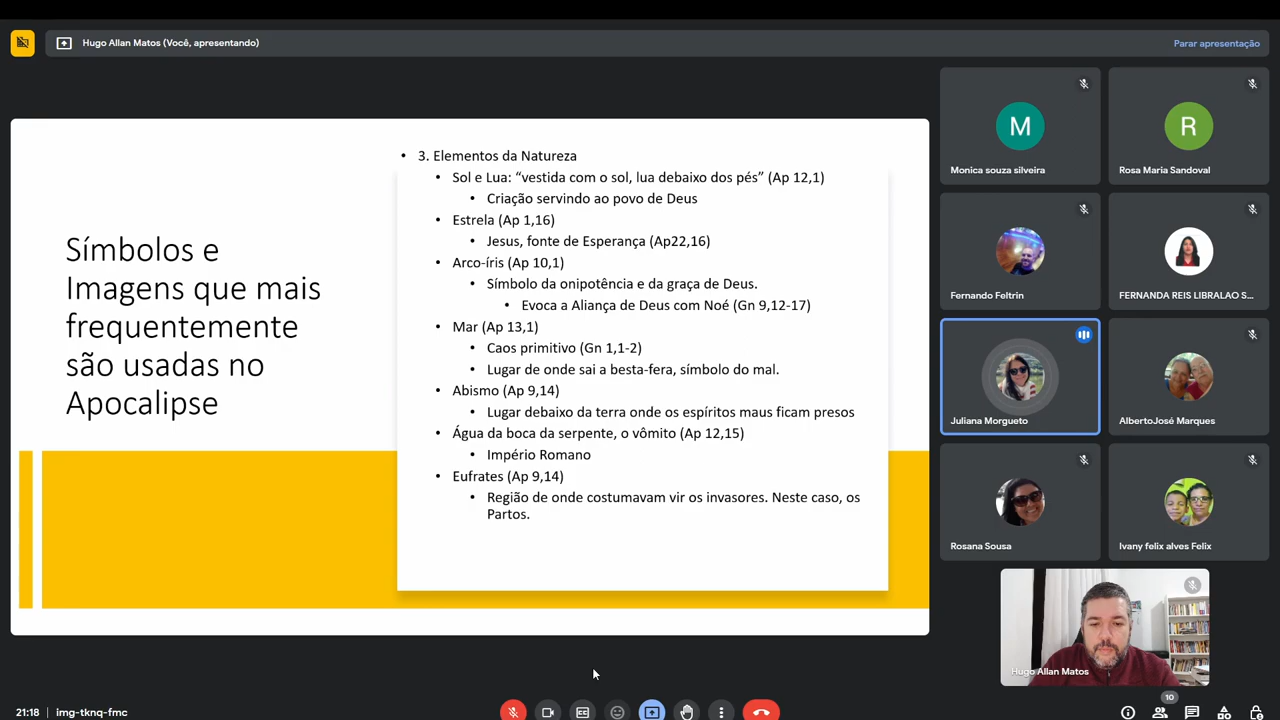 Hugo Allan Matos (Você, apresentando)
Parar apresentação
Símbolos e
Imagens que mais
frequentemente
são usadas no
Apocalipse
• 3. Elementos da Natureza
• Sol e Lua: “vestida com o sol, lua debaixo dos pés” (Ap 12,1)
• Criação servindo ao povo de Deus
• Estrela (Ap 1,16)
• Jesus, fonte de Esperança (Ap22,16)
• Arco-íris (Ap 10,1)
• Símbolo da onipotência e da graça de Deus.
• Evoca a Aliança de Deus com Noé (Gn 9,12-17)
• Mar (Ap 13,1)
• Caos primitivo (Gn 1,1-2)
• Lugar de onde sai a besta-fera, símbolo do mal.
• Abismo (Ap 9,14)
• Lugar debaixo da terra onde os espíritos maus ficam presos
• Água da boca da serpente, o vômito (Ap 12,15)
• Império Romano
• Eufrates (Ap 9,14)
• Região de onde costumavam vir os invasores. Neste caso, os
Partos.
M
Monica souza silveira
R
Rosa Maria Sandoval
Fernando Feltrin
FERNANDA REIS LIBRALAO S...
Juliana Morgueto
AlbertoJosé Marques
Rosana Sousa
Ivany felix alves Felix
Hugo Allan Matos
21:18 | img-tknq-fmc
10